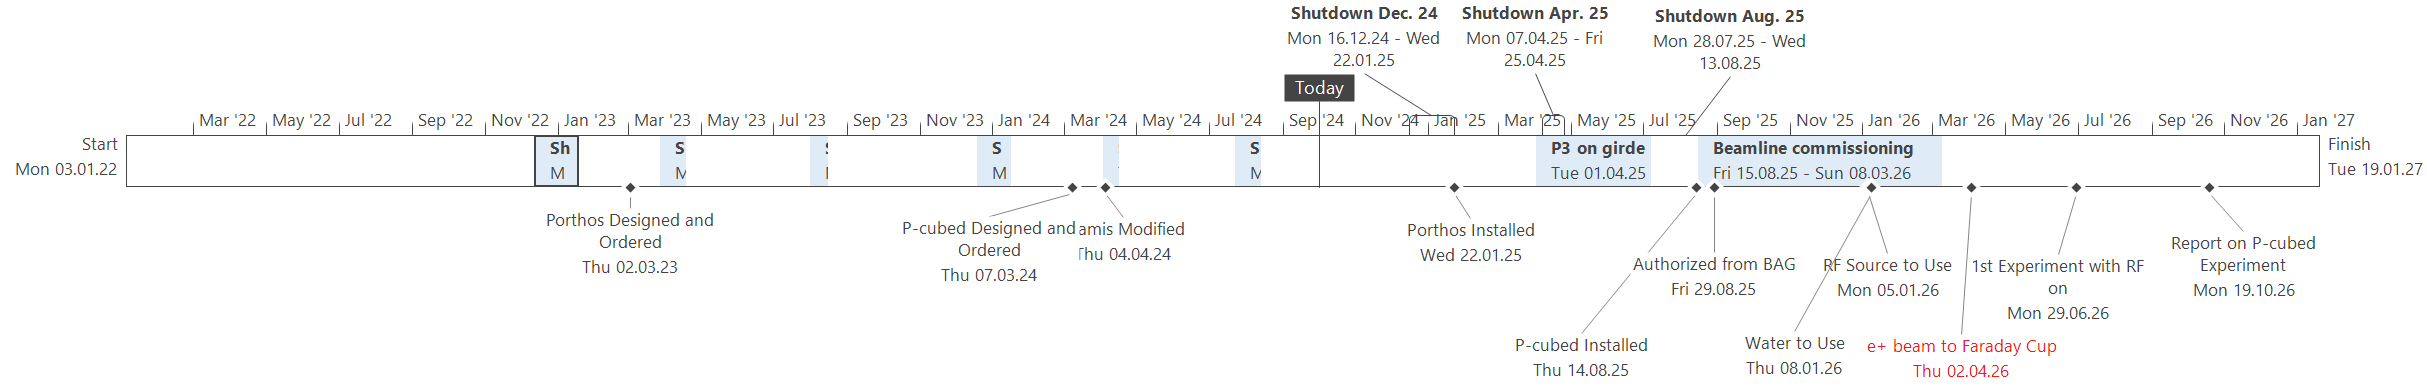 Shutdown Dec. 24
Mon 16.12.24 - Wed
22.01.25
Shutdown Apr. 25
Mon 07.04.25 - Fri
25.04.25
Shutdown Aug. 25
Mon 28.07.25 - Wed
13.08.25
Today
Mar '22 May '22 Jul '22 Sep '22 Nov '22 Jan '23 Mar '23 May '23 Jul '23 Sep '23 Nov '23 Jan '24 Mar '24 May '24 Jul '24 Sep '24 Nov '24 Jan '25 Mar '25 May '25 Jul '25 Sep '25 Nov '25 Jan '26 Mar '26 May '26 Jul '26 Sep '26 Nov '26 Jan '27
Start
Mon 03.01.22
Sh
M
S
M
S
M
S
M
P3 on girde
Tue 01.04.25
Beamline commissioning
Fri 15.08.25 - Sun 08.03.26
Finish
Tue 19.01.27
Porthos Designed and
Ordered
Thu 02.03.23
P-cubed Designed and
Ordered
Thu 07.03.24
amis Modified
Thu 04.04.24
Porthos Installed
Wed 22.01.25
P-cubed Installed
Thu 14.08.25
Authorized from BAG
Fri 29.08.25
Water to Use
Thu 08.01.26
RF Source to Use
Mon 05.01.26
e+ beam to Faraday Cup
Thu 02.04.26
1st Experiment with RF
on
Mon 29.06.26
Report on P-cubed
Experiment
Mon 19.10.26